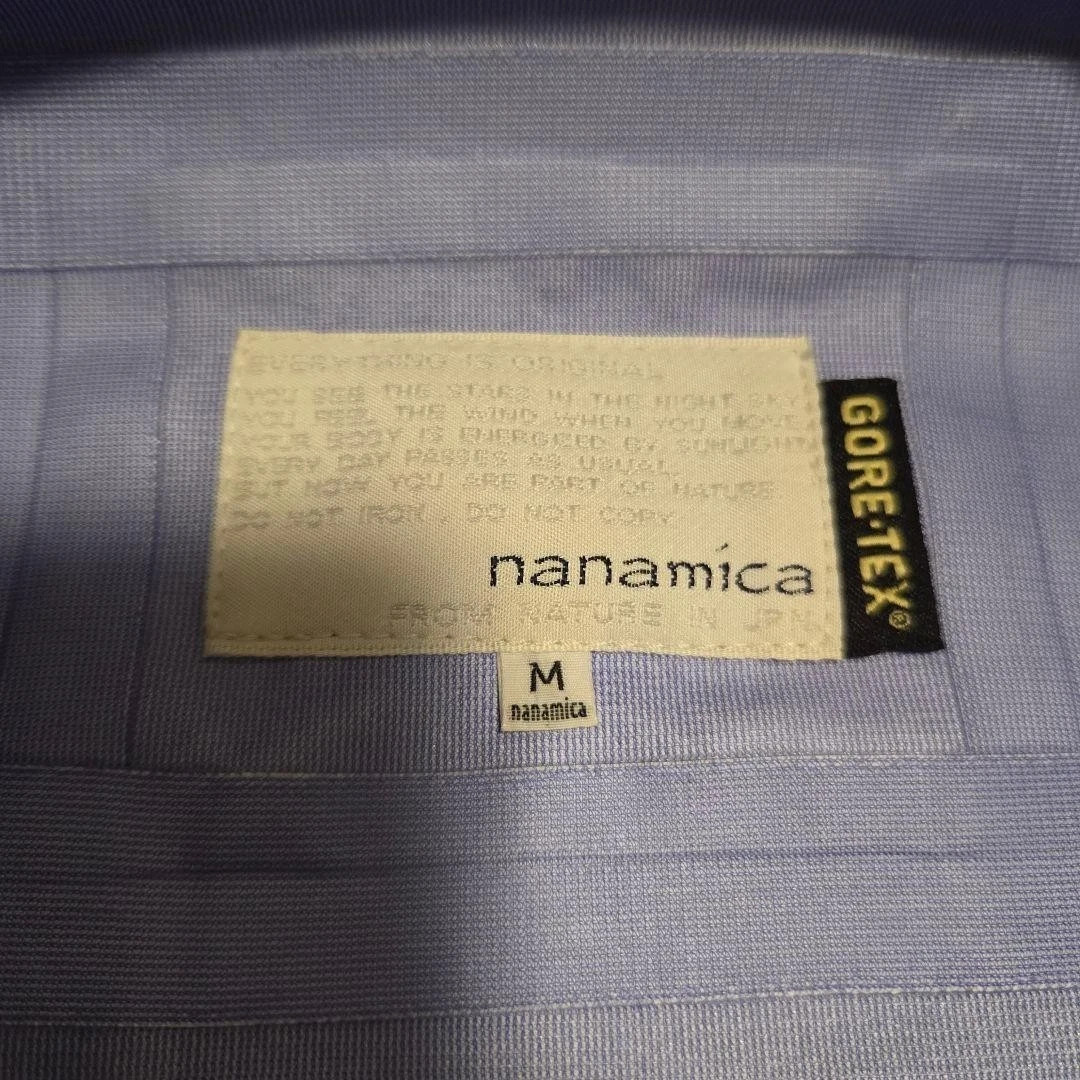 EVERYTHING IS ORIGINAL
YOU SEE THE STARS IN THE NIGHT SKY
YOU FEEL THE WIND WHEN YOU MOVE
YOUR BODY IS ENERGIZED BY SUNLIGHT
EVERY DAY PASSES AS USUAL,
BUT NOW YOU ARE PART OF NATURE.
DO NOT IRON. DO NOT COPY
nanamica
FROM NATURE IN JPN.
GORE-TEX®
M
nanamica